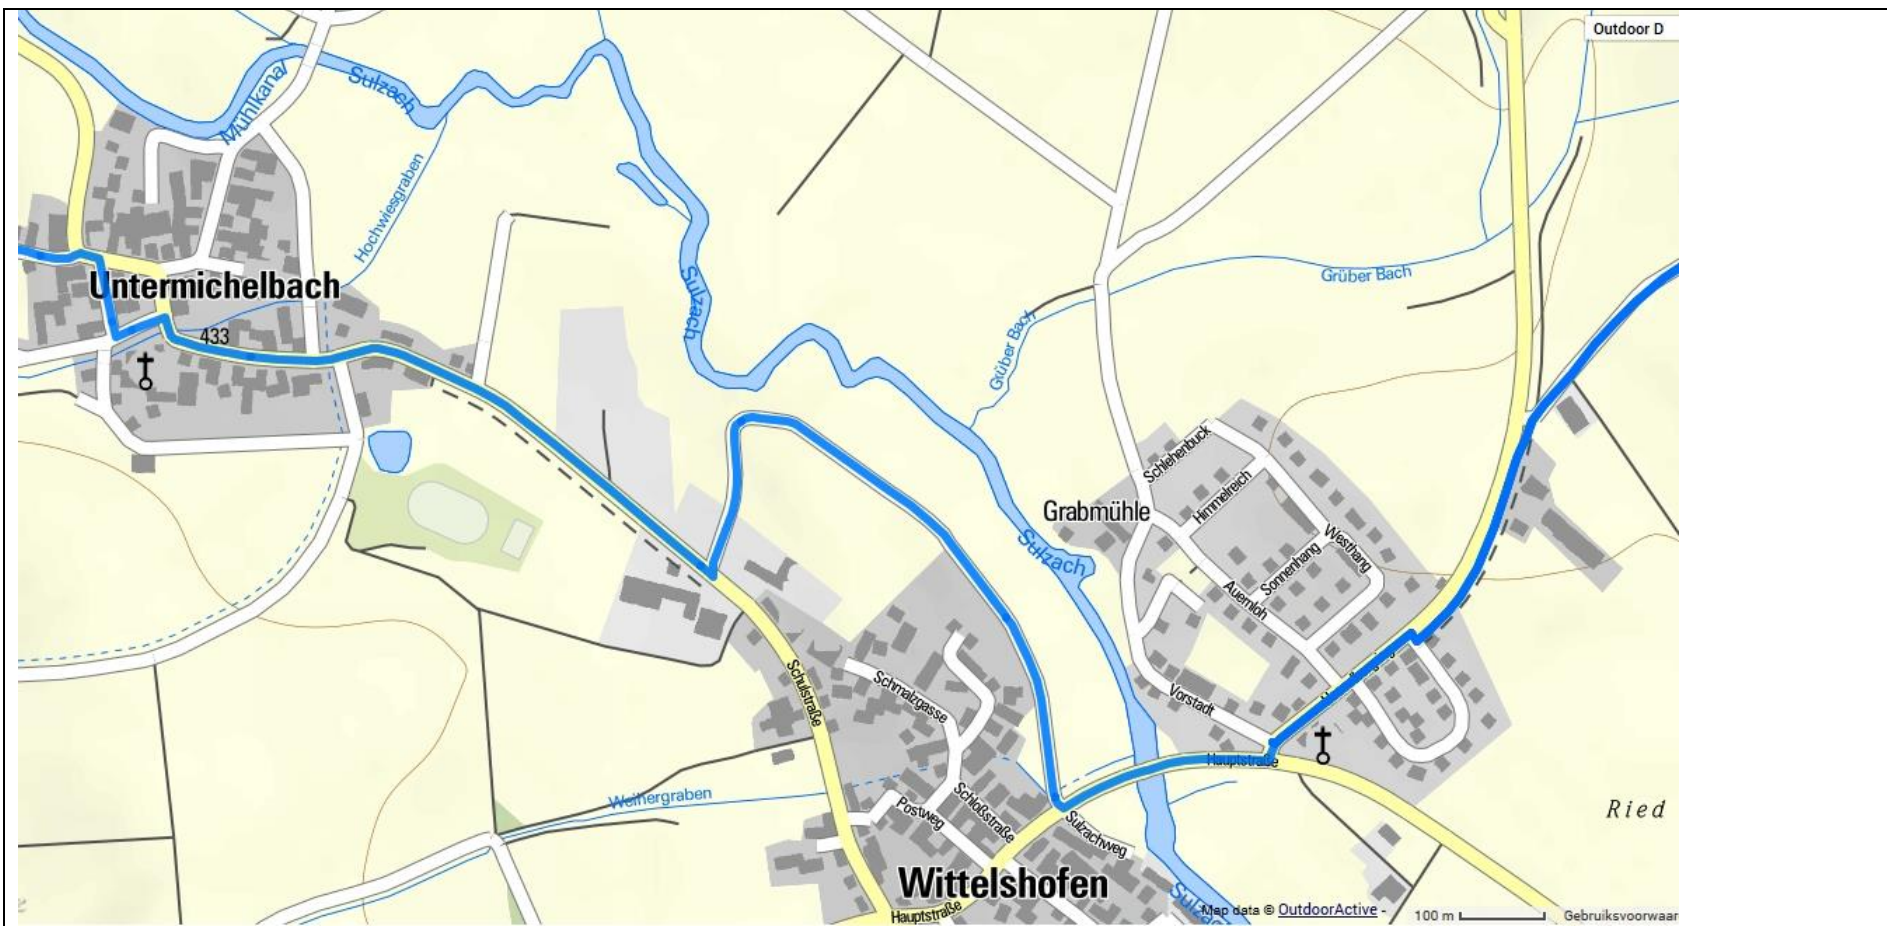 Outdoor D
Mühlkanal
Sulzach
Hochwiesgraben
Untermichelbach
433
Sulzach
Grüber Bach
Grüber Bach
Schlehenbuck
Himmelreich
Grabmühle
Westhang
Sonnenhang
Sulzach
Auernloh
Schulstraße
Schmalzgasse
Vorstadt
Hauptstraße
Weihergraben
Postweg
Schloßstraße
Sulzachweg
Ried
Wittelshofen
Hauptstraße
Map data © OutdoorActive -
100 m
Gebruiksvoorwaar